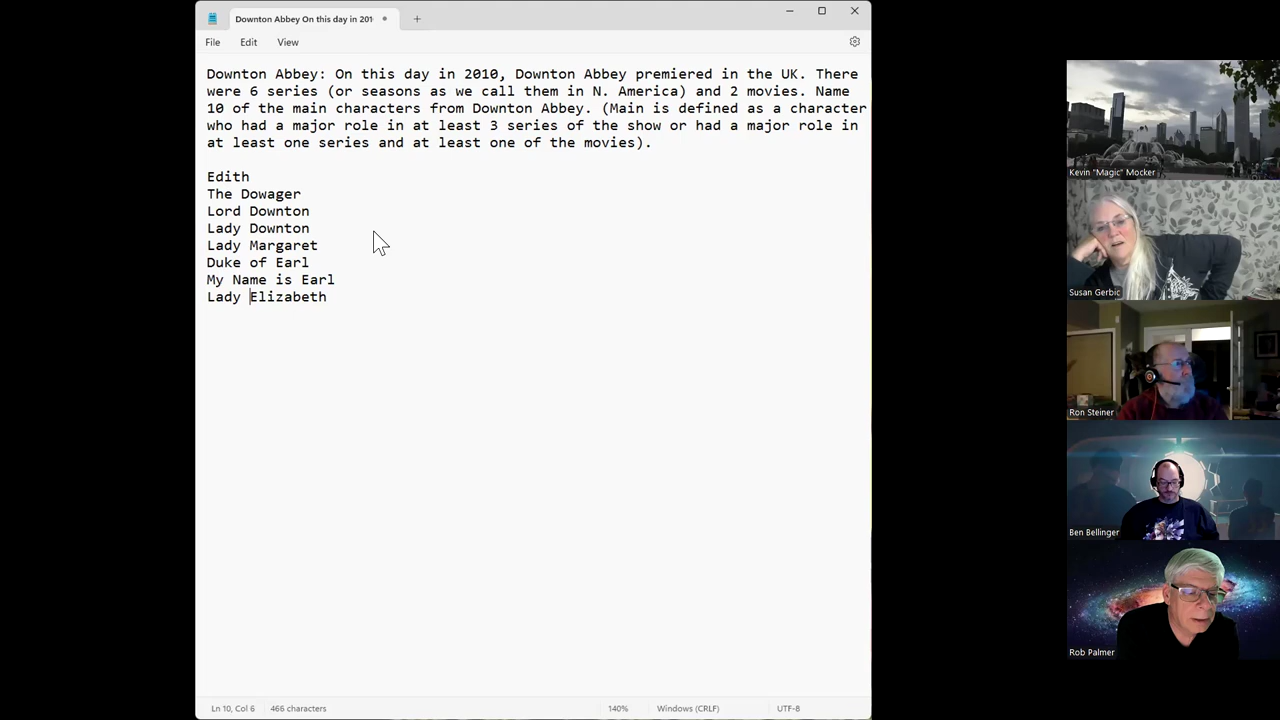 Downton Abbey On this day in 201
File Edit View
Downton Abbey: On this day in 2010, Downton Abbey premiered in the UK. There
were 6 series (or seasons as we call them in N. America) and 2 movies. Name
10 of the main characters from Downton Abbey. (Main is defined as a character
who had a major role in at least 3 series of the show or had a major role in
at least one series and at least one of the movies).
Edith
The Dowager
Lord Downton
Lady Downton
Lady Margaret
Duke of Earl
My Name is Earl
Lady Elizabeth
Ln 10, Col 6 466 characters 140% Windows (CRLF) UTF-8
Kevin "Magic" Mocker
Susan Gerbic
Ron Steiner
Ben Bellinger
Rob Palmer